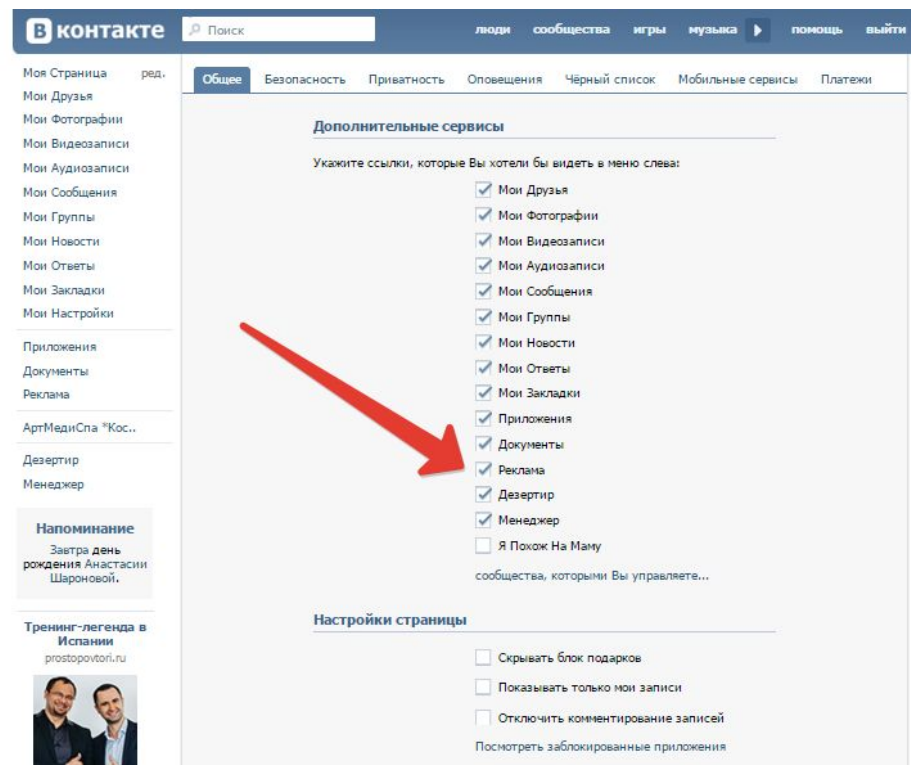 В контакте
Поиск
люди сообщества игры музыка помощь выйти
Моя Страница ред.
Мои Друзья
Мои Фотографии
Мои Видеозаписи
Мои Аудиозаписи
Мои Сообщения
Мои Группы
Мои Новости
Мои Ответы
Мои Закладки
Мои Настройки
Приложения
Документы
Реклама
АртМедиСпа *Кос..
Дезертир
Менеджер
Напоминание
Завтра день
рождения Анастасии
Шароновой.
Тренинг-легенда в
Испании
prostopovtori.ru
Общее Безопасность Приватность Оповещения Чёрный список Мобильные сервисы Платежи
Дополнительные сервисы
Укажите ссылки, которые Вы хотели бы видеть в меню слева:
Мои Друзья
Мои Фотографии
Мои Видеозаписи
Мои Аудиозаписи
Мои Сообщения
Мои Группы
Мои Новости
Мои Ответы
Мои Закладки
Приложения
Документы
Реклама
Дезертир
Менеджер
Я Похож На Маму
сообщества, которыми Вы управляете...
Настройки страницы
Скрывать блок подарков
Показывать только мои записи
Отключить комментирование записей
Посмотреть заблокированные приложения